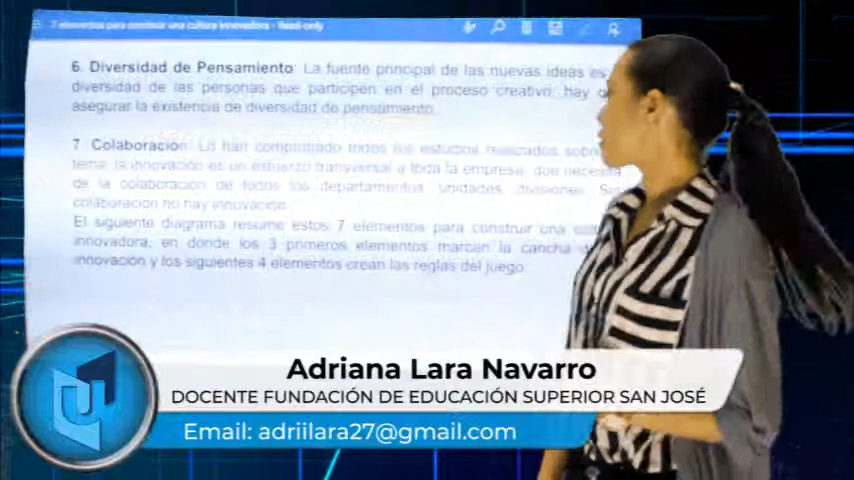 7 elementos para construir una cultura innovadora - Read-only
6. Diversidad de Pensamiento: La fuente principal de las nuevas ideas es
diversidad de las personas que participen en el proceso creativo, hay
asegurar la existencia de diversidad de pensamiento.
7. Colaboración: Lo han comprobado todos los estudios realizados sobre
tema, la innovación es un esfuerzo transversal a toda la empresa, que necesita
de la colaboración de todos los departamentos, unidades, divisiones. Sin
colaboración no hay innovación.
El siguiente diagrama resume estos 7 elementos para construir una
innovadora, en donde los 3 primeros elementos marcan la cancha
innovación y los siguientes 4 elementos crean las reglas del juego.
Adriana Lara Navarro
DOCENTE FUNDACIÓN DE EDUCACIÓN SUPERIOR SAN JOSÉ
Email: adriilara27@gmail.com